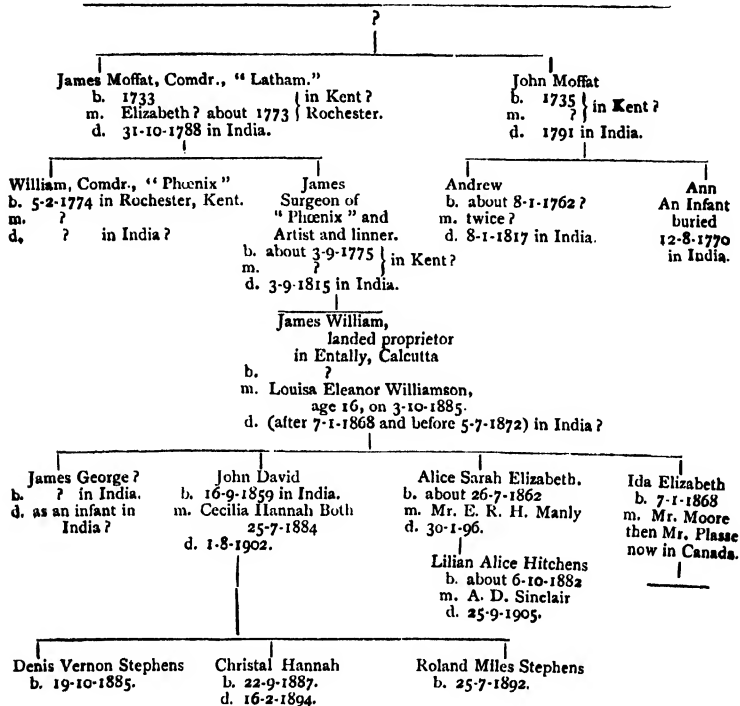 ?
James Moffat, Comdr., “ Latham.”
b. 1733
m. Elizabeth ? about 1773
in Kent ?
Rochester.
d. 31-10-1788 in India.
John Moffat
b. 1735
m. ?
in Kent ?
d. 1791 in India.
William, Comdr., “ Phœnix ”
b. 5-2-1774 in Rochester, Kent.
m. ?
d. ? in India ?
James
Surgeon of
“ Phœnix ” and
Artist and linner.
b. about 3-9-1775
m. ?
in Kent ?
d. 3-9-1815 in India.
Andrew
b. about 8-1-1762 ?
m. twice ?
d. 8-1-1817 in India.
Ann
An Infant
buried
12-8-1770
in India.
James William,
landed proprietor
in Entally, Calcutta
b. ?
m. Louisa Eleanor Williamson,
age 16, on 3-10-1885.
d. (after 7-1-1868 and before 5-7-1872) in India ?
James George ?
b. ? in India.
d. as an infant in
India ?
John David
b. 16-9-1859 in India.
m. Cecilia Hannah Both
25-7-1884
d. 1-8-1902.
Alice Sarah Elizabeth.
b. about 26-7-1862
m. Mr. E. R. H. Manly
d. 30-1-96.
Ida Elizabeth
b. 7-1-1868
m. Mr. Moore
then Mr. Plasse
now in Canada.
Lilian Alice Hitchens
b. about 6-10-1882
m. A. D. Sinclair
d. 25-9-1905.
Denis Vernon Stephens
b. 19-10-1885.
Christal Hannah
b. 22-9-1887.
d. 16-2-1894.
Roland Miles Stephens
b. 25-7-1892.